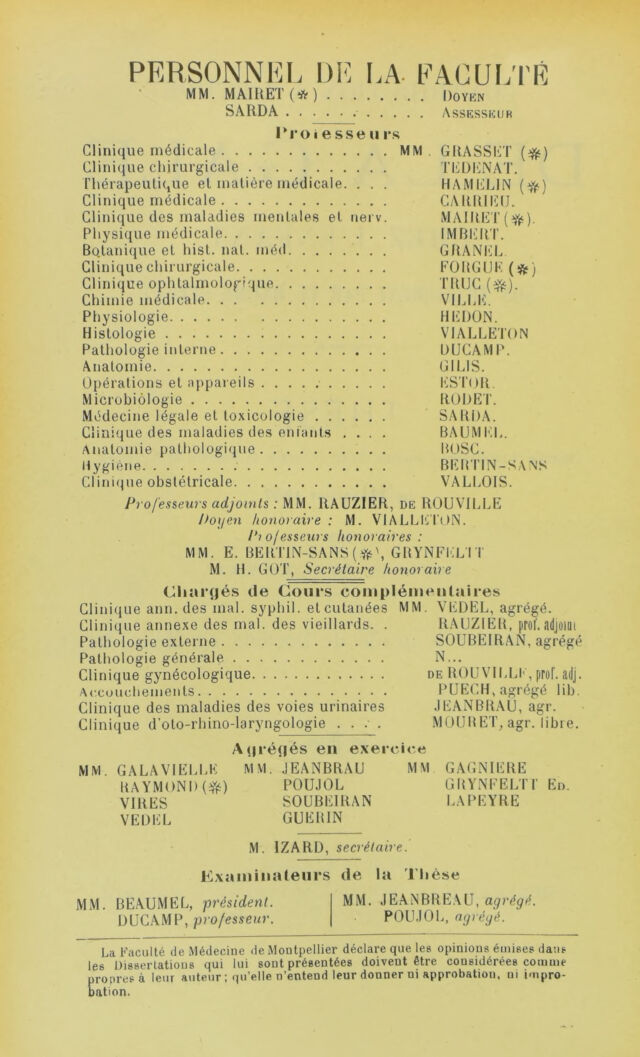 PERSONNEL DE LA FACULTÉ
MM. MAIRET (✻) ........ DOYEN
SARDA ........... ASSESSEUR
Professeurs
Clinique médicale ............. MM. GRASSET (✻)
Clinique chirurgicale ........... TEDENAT.
Thérapeutique et matière médicale.... HAMELIN (✻)
Clinique médicale ............ CARRIEU.
Clinique des maladies mentales et nerv. MAIRET (✻).
Physique médicale............ IMBERT.
Botanique et hist. nat. méd........ GRANEL.
Clinique chirurgicale........... FORGUE (✻)
Clinique ophtalmologique......... TRUC (✻).
Chimie médicale............. VILLE.
Physiologie............... HEDON.
Histologie ............... VIALLETON
Pathologie interne............ DUCAMP.
Anatomie................ GILIS.
Opérations et appareils ......... ESTOR.
Microbiologie .............. RODET.
Médecine légale et toxicologie ...... SARDA.
Clinique des maladies des enfants .... BAUMEL.
Anatomie pathologique.......... BOSC.
Hygiène................. BERTIN-SANS
Clinique obstétricale........... VALLOIS.
Professeurs adjoints : MM. RAUZIER, DE ROUVILLE
Doyen honoraire : M. VIALLETON.
Professeurs honoraires :
MM. E. BERTIN-SANS (✻), GRYNFELTT
M. H. GOT, Secrétaire honoraire
Chargés de Cours complémentaires
Clinique ann. des mal. syphil. et cutanées MM. VEDEL, agrégé.
Clinique annexe des mal. des vieillards. . RAUZIER, prof. adjoint
Pathologie externe ............ SOUBEIRAN, agrégé
Pathologie générale ........... N...
Clinique gynécologique.......... DE ROUVILLE, prof. adj.
Accouchements.............. PUECH, agrégé lib.
Clinique des maladies des voies urinaires JEANBRAU, agr.
Clinique d'oto-rhino-laryngologie .... MOURET, agr. libre.
Agrégés en exercice
MM. GALAVIELLE MM. JEANBRAU MM. GAGNIERE
RAYMOND (✻) POUJOL GRYNFELTT ED.
VIRES SOUBEIRAN LAPEYRE
VEDEL GUERIN
M. IZARD, secrétaire.
Examinateurs de la Thèse
MM. BEAUMEL, président. MM. JEANBREAU, agrégé.
DUCAMP, professeur. POUJOL, agrégé.
La Faculté de Médecine de Montpellier déclare que les opinions émises dans
les Dissertations qui lui sont présentées doivent être considérées comme
propres à leur auteur; qu'elle n'entend leur donner ni approbation, ni impro-
bation.